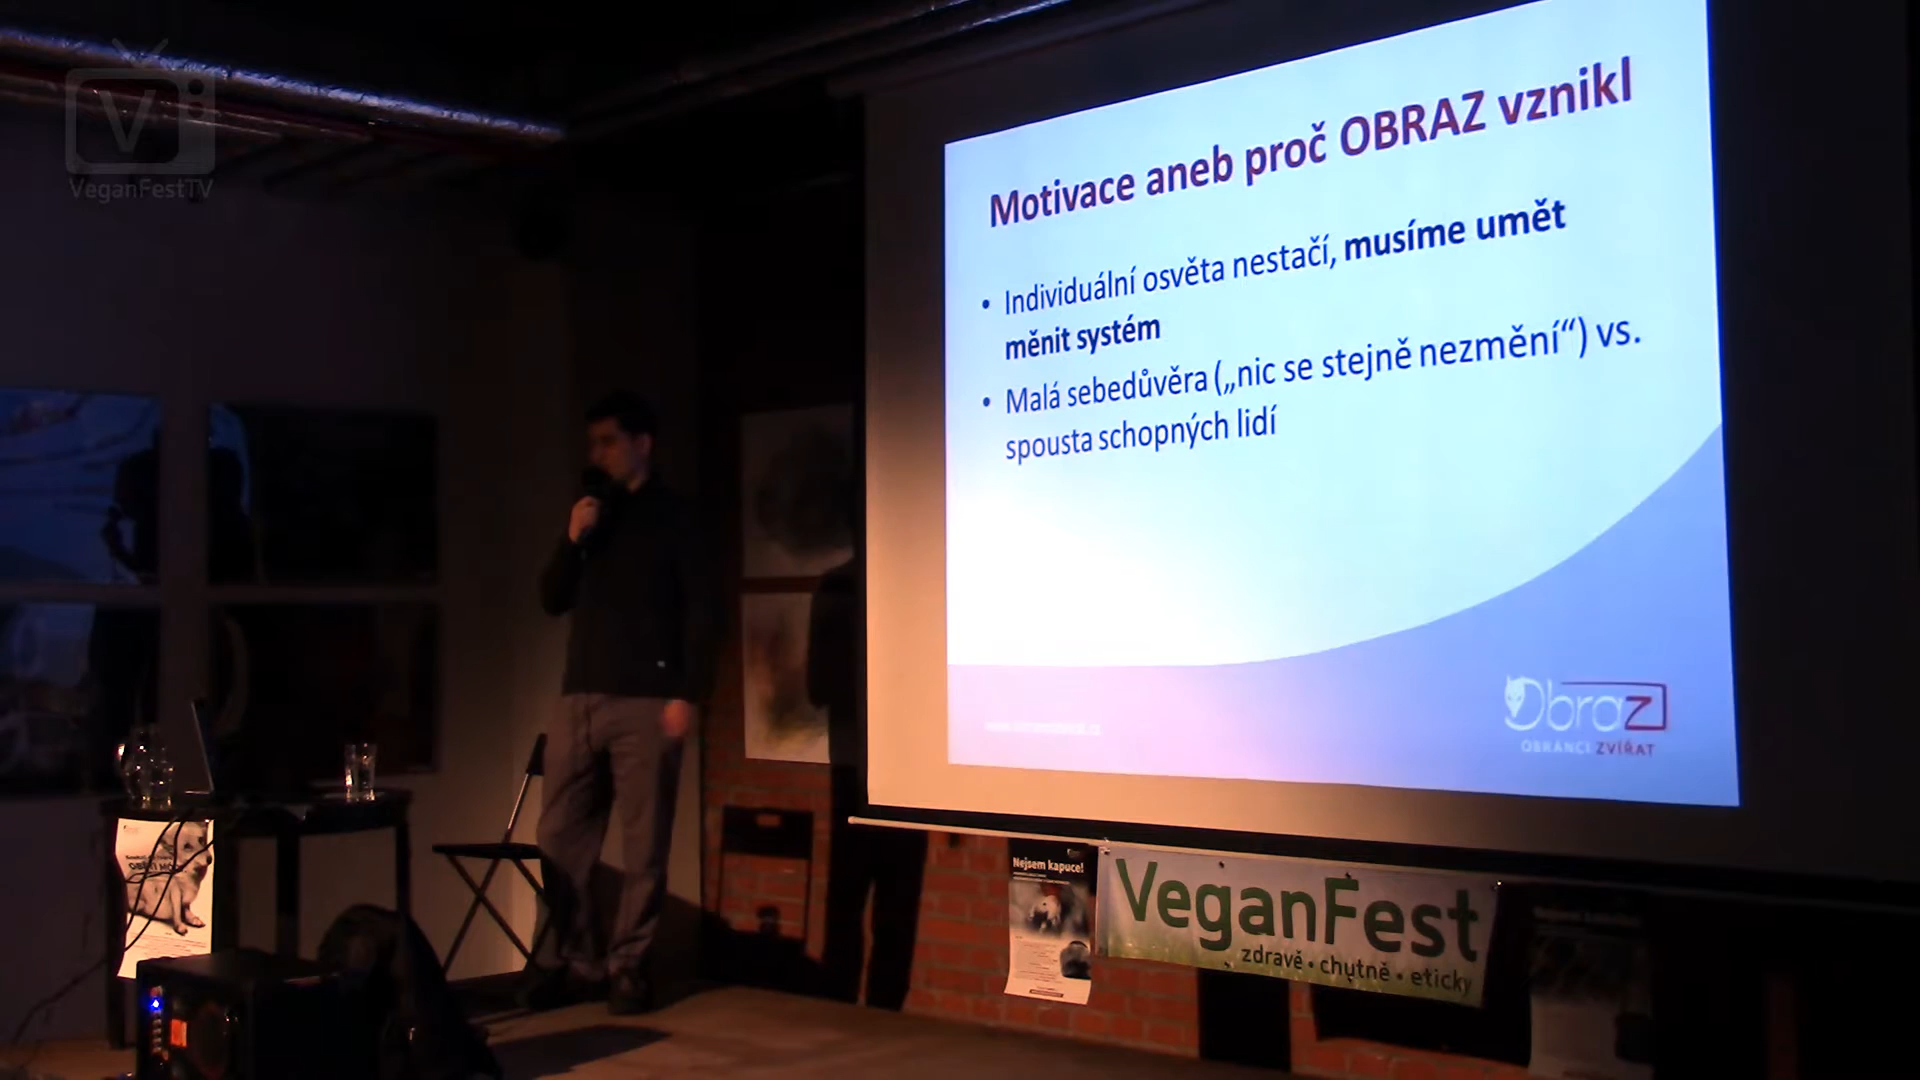 V
VeganFestTV
Motivace aneb proč OBRAZ vznikl
• Individuální osvěta nestačí, musíme umět
měnit systém
• Malá sebedůvěra („nic se stejně nezmění“) vs.
spousta schopných lidí
Obraz
OBRÁNCI ZVÍŘAT
Nejsem kapuce!
VeganFest
zdravě • chutně • eticky